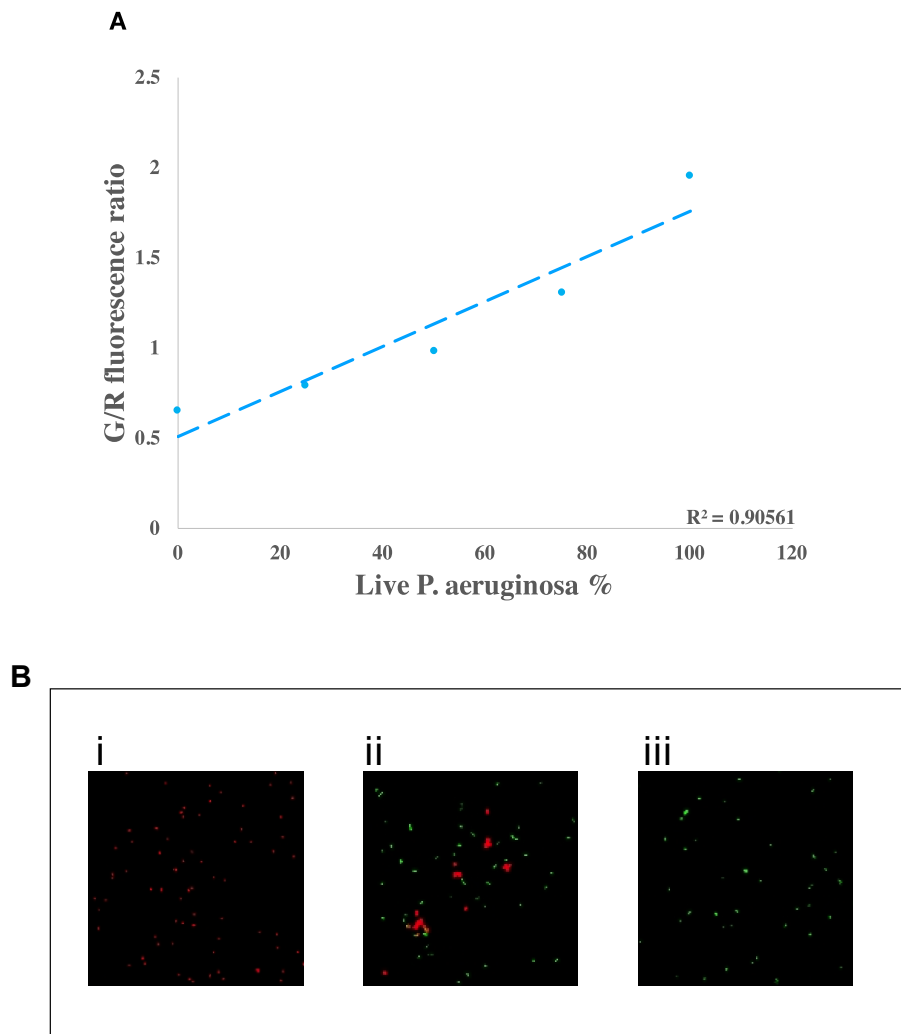 A
2.5
2
1.5
1
0.5
0
G/R fluorescence ratio
R² = 0.90561
0 20 40 60 80 100 120
Live P. aeruginosa %
B
i ii iii